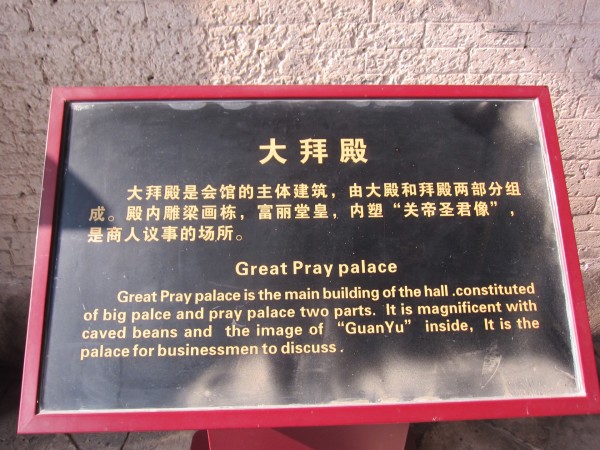 大拜殿
大拜殿是会馆的主体建筑，由大殿和拜殿两部分组
成。殿内雕梁画栋，富丽堂皇，内塑“关帝圣君像”，
是商人议事的场所。
Great Pray palace
Great Pray palace is the main building of the hall .constituted
of big palce and pray palace two parts. It is magnificent with
caved beans and the image of “GuanYu” inside, It is the
palace for businessmen to discuss .